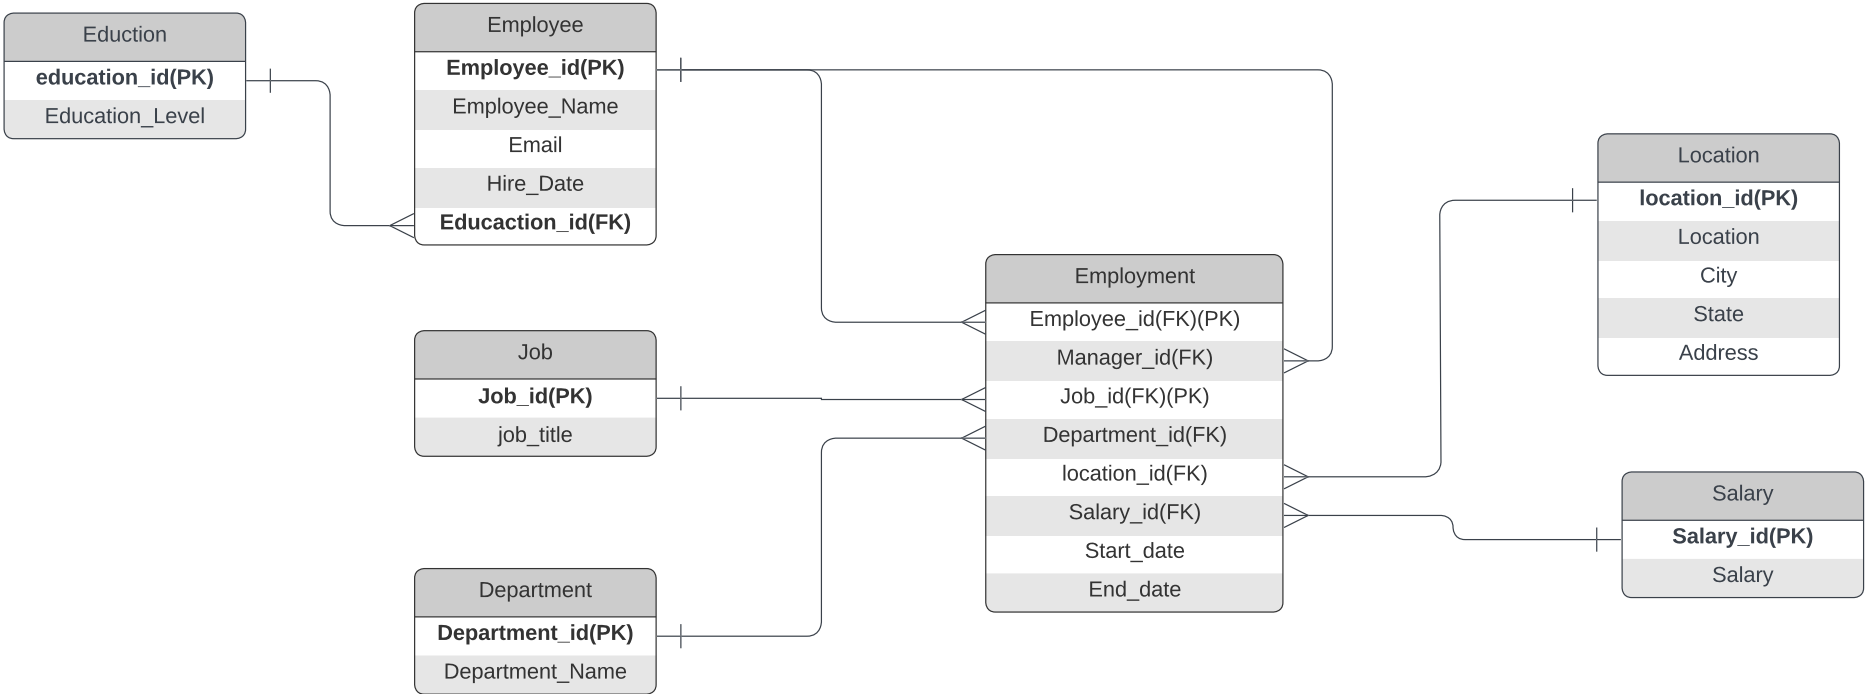 Eduction
education_id(PK)
Education_Level
Employee
Employee_id(PK)
Employee_Name
Email
Hire_Date
Educaction_id(FK)
Job
Job_id(PK)
job_title
Department
Department_id(PK)
Department_Name
Employment
Employee_id(FK)(PK)
Manager_id(FK)
Job_id(FK)(PK)
Department_id(FK)
location_id(FK)
Salary_id(FK)
Start_date
End_date
Location
location_id(PK)
Location
City
State
Address
Salary
Salary_id(PK)
Salary